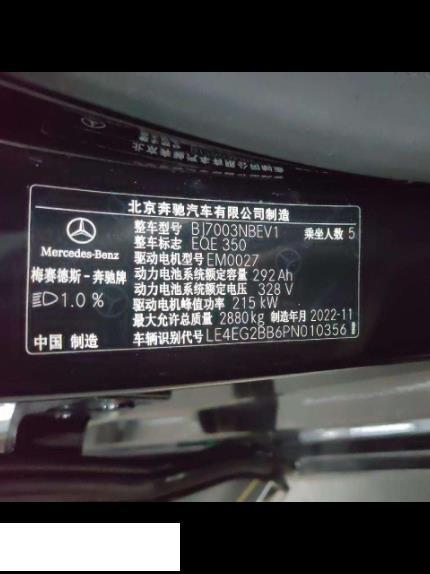 北京奔驰汽车有限公司制造
整车型号 BJ7003NBEV1 乘坐人数 5
整车标志 EQE 350
Mercedes-Benz
驱动电机型号 EM0027
梅赛德斯-奔驰牌
动力电池系统额定容量 292 Ah
动力电池系统额定电压 328 V
1.0 %
驱动电机峰值功率 215 kW
最大允许总质量 2880kg 制造年月 2022-11
中国 制造
车辆识别代号 LE4EG2BB6PN010356